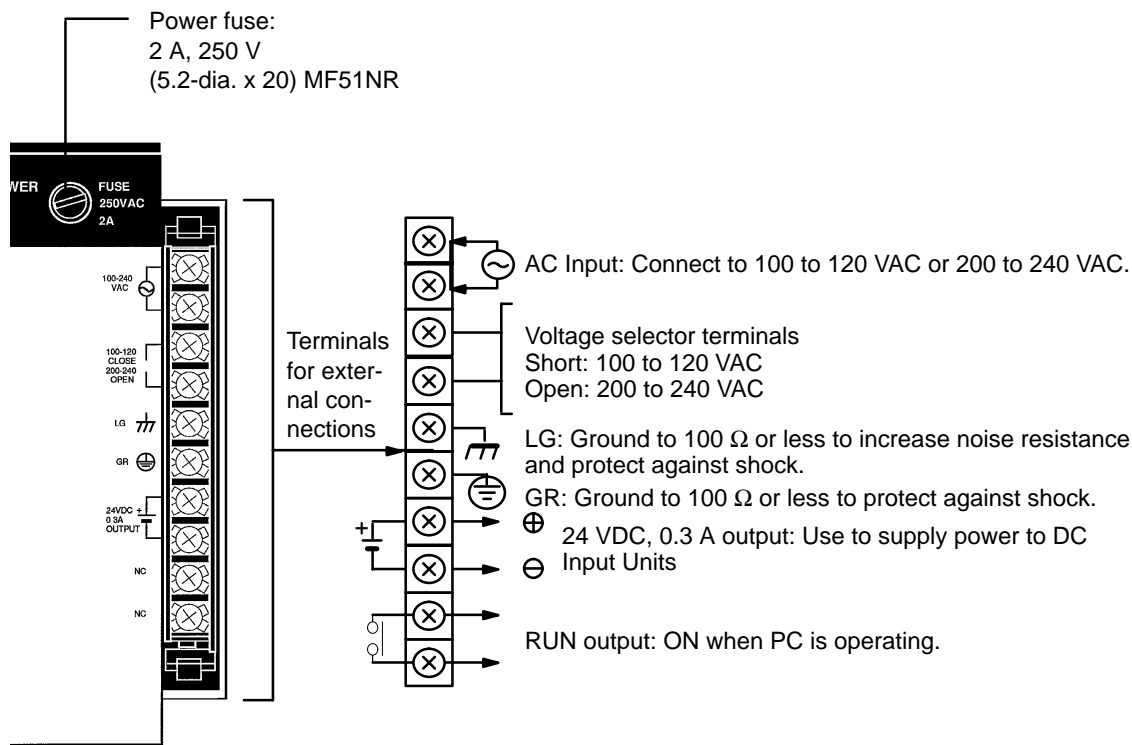 Power fuse:
2 A, 250 V
(5.2-dia. x 20) MF51NR
WER
FUSE
250VAC
2A
100-240
VAC
100-120
CLOSE
200-240
OPEN
LG
GR
24VDC +
0 3A
OUTPUT
NC
NC
Terminals
for exter-
nal con-
nections
AC Input: Connect to 100 to 120 VAC or 200 to 240 VAC.
Voltage selector terminals
Short: 100 to 120 VAC
Open: 200 to 240 VAC
LG: Ground to 100 Ω or less to increase noise resistance
and protect against shock.
GR: Ground to 100 Ω or less to protect against shock.
+
⊕
24 VDC, 0.3 A output: Use to supply power to DC
⊖ Input Units
RUN output: ON when PC is operating.